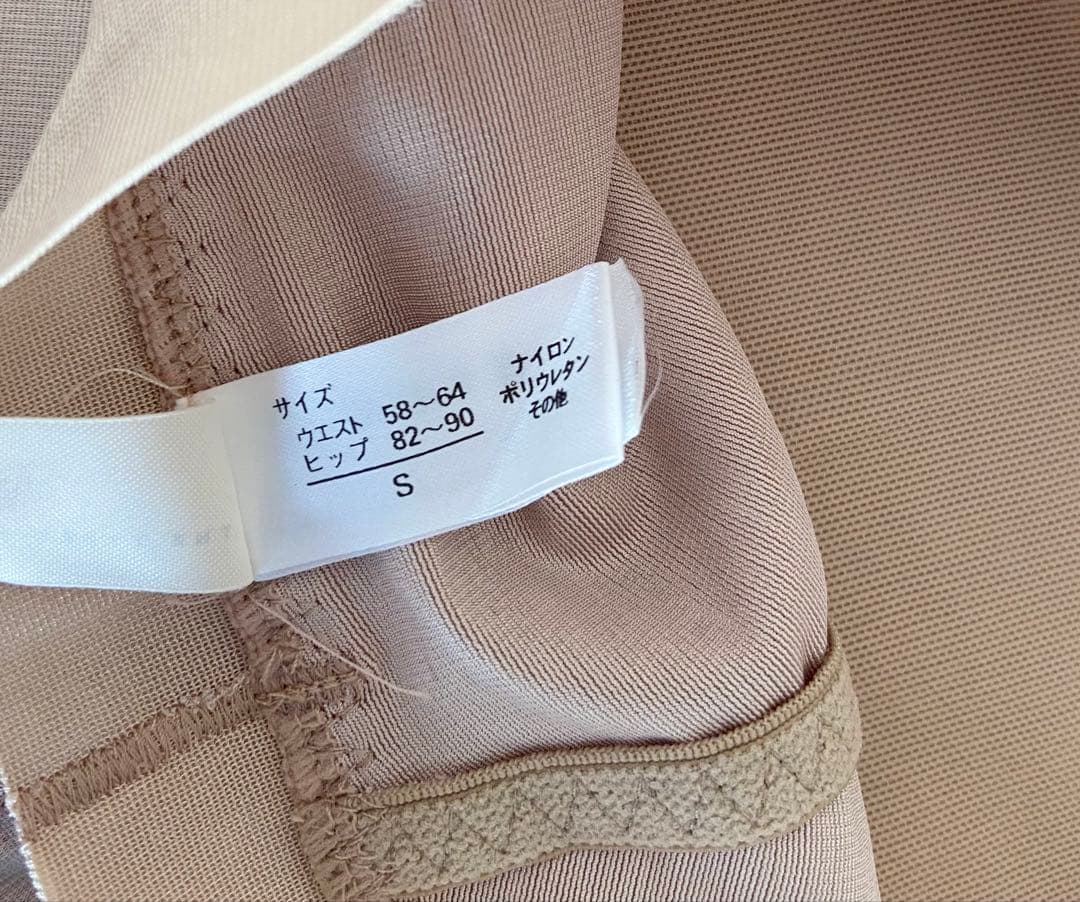 サイズ
ウエスト 58～64
ヒップ 82～90
S
ナイロン
ポリウレタン
その他